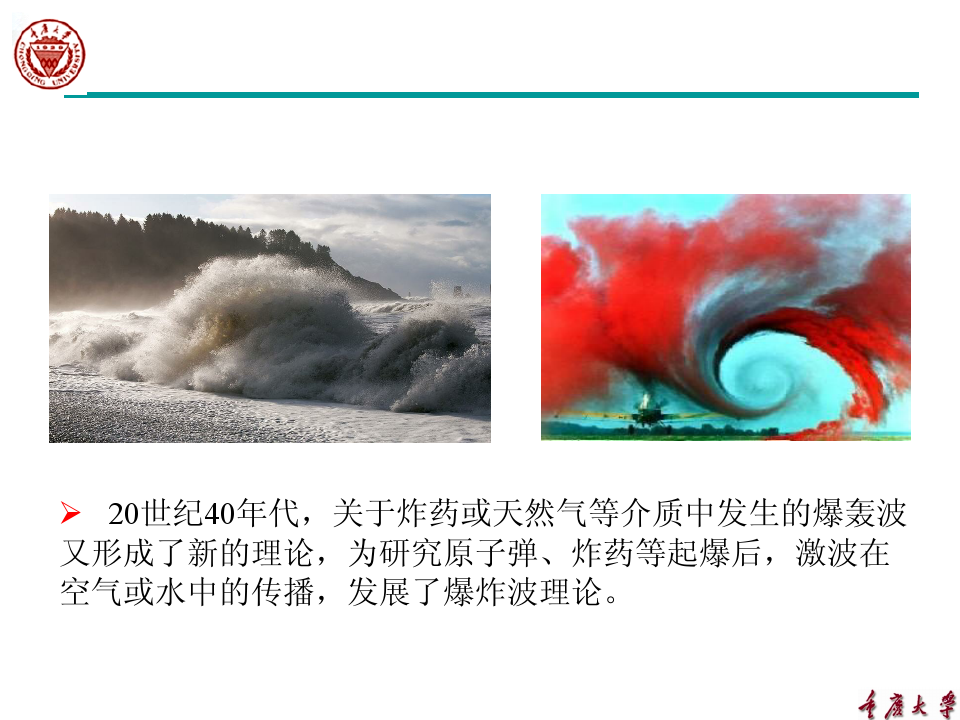 重庆大学
CHONGQING UNIVERSITY
20世纪40年代，关于炸药或天然气等介质中发生的爆轰波
又形成了新的理论，为研究原子弹、炸药等起爆后，激波在
空气或水中的传播，发展了爆炸波理论。
重庆大学